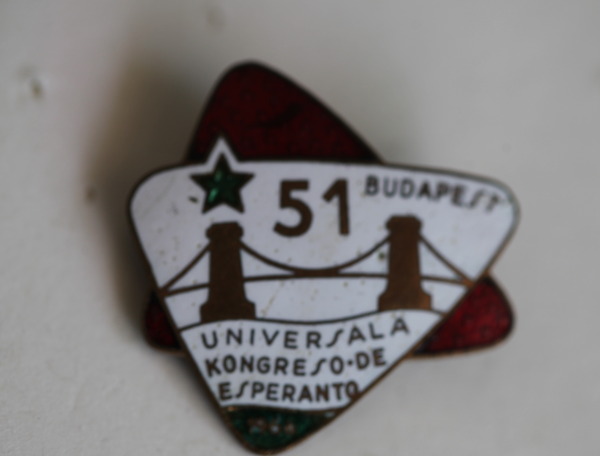 51 BUDAPEST
UNIVERSALA
KONGRESO·DE
ESPERANTO